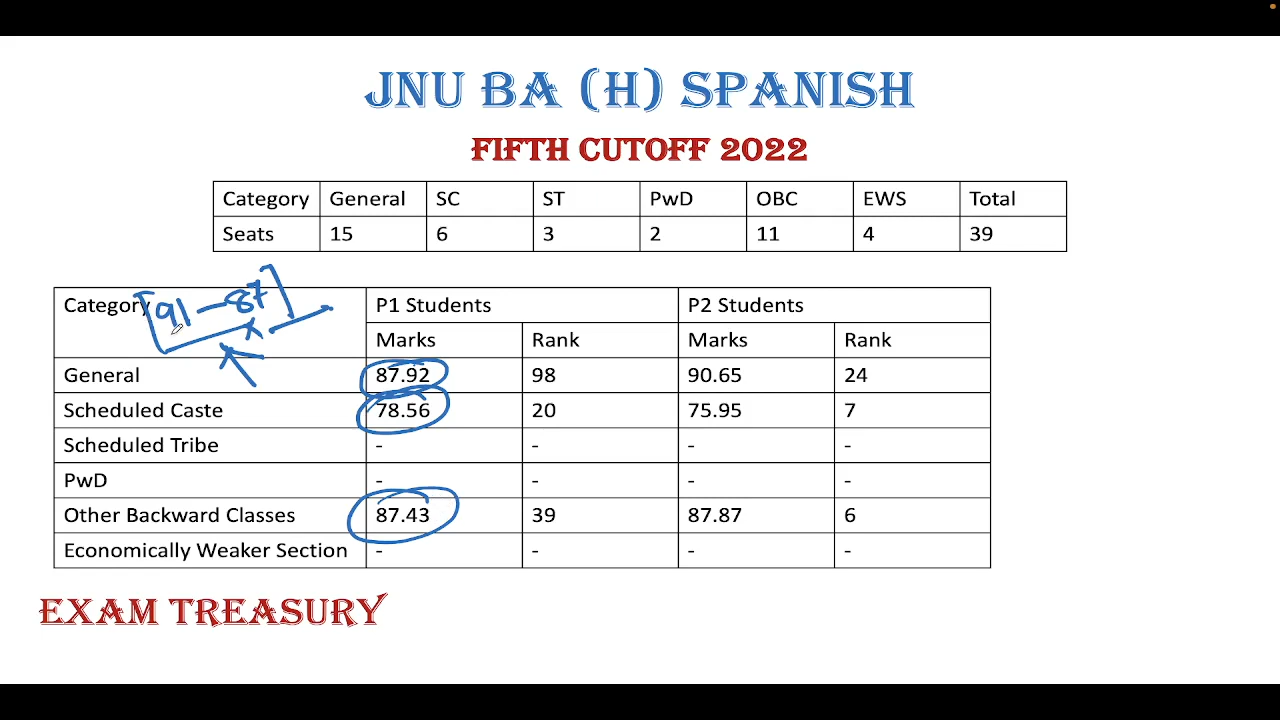 JNU BA (H) SPANISH
FIFTH CUTOFF 2022
Category General SC ST PwD OBC EWS Total
Seats 15 6 3 2 11 4 39
Category P1 Students P2 Students
[91 — 87]
Marks Rank Marks Rank
General 87.92 98 90.65 24
Scheduled Caste 78.56 20 75.95 7
Scheduled Tribe - - - -
PwD - - - -
Other Backward Classes 87.43 39 87.87 6
Economically Weaker Section - - - -
EXAM TREASURY